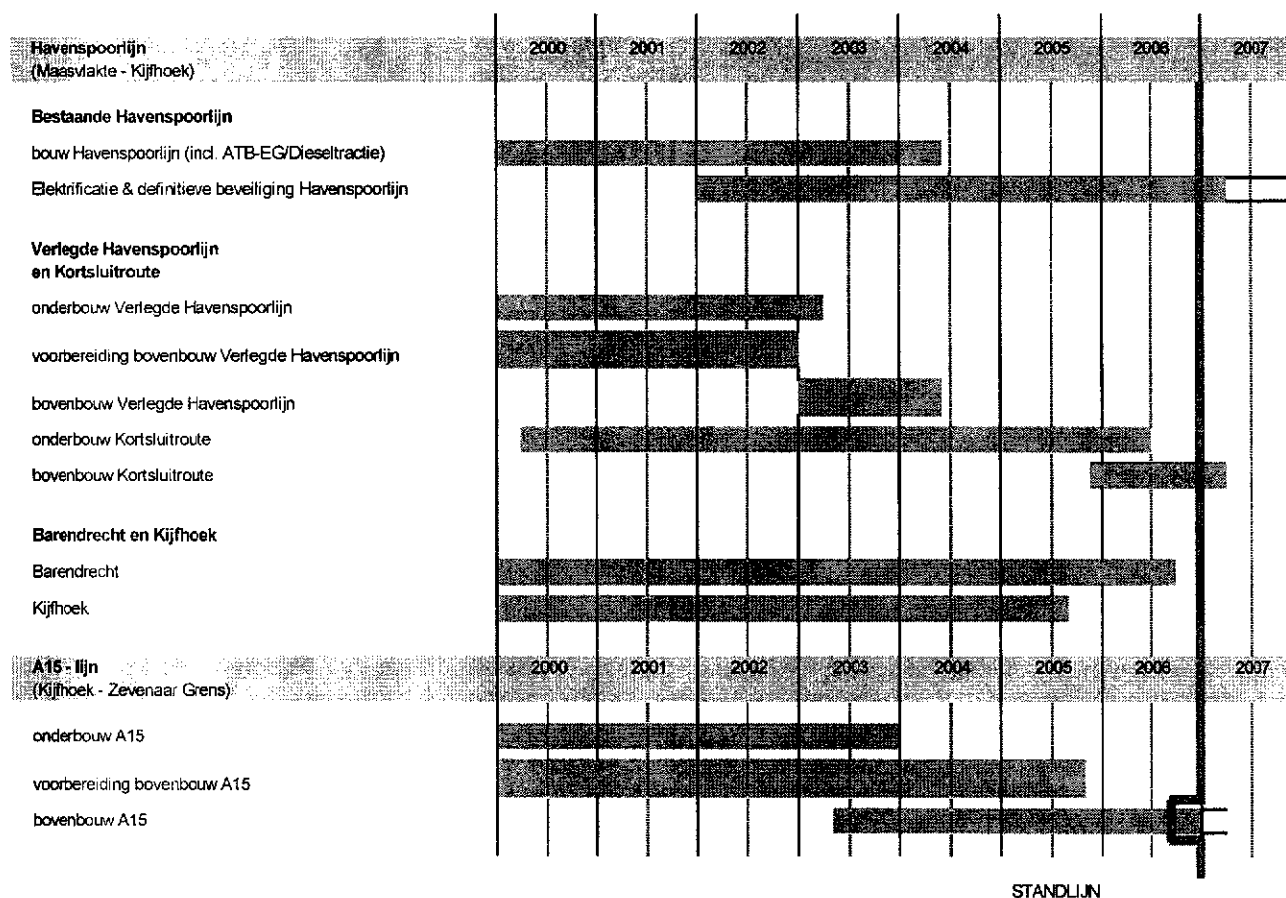 Havenspoorlijn 2000 2001 2002 2003 2004 2005 2006 2007
(Maasvlakte - Kijfhoek)
Bestaande Havenspoorlijn
bouw Havenspoorlijn (incl. ATB-EG/Dieseltractie)
Elektrificatie & definitieve beveiliging Havenspoorlijn
Verlegde Havenspoorlijn
en Kortsluitroute
onderbouw Verlegde Havenspoorlijn
voorbereiding bovenbouw Verlegde Havenspoorlijn
bovenbouw Verlegde Havenspoorlijn
onderbouw Kortsluitroute
bovenbouw Kortsluitroute
Barendrecht en Kijfhoek
Barendrecht
Kijfhoek
A15 - lijn 2000 2001 2002 2003 2004 2005 2006 2007
(Kijfhoek - Zevenaar Grens)
onderbouw A15
voorbereiding bovenbouw A15
bovenbouw A15
STANDLIJN